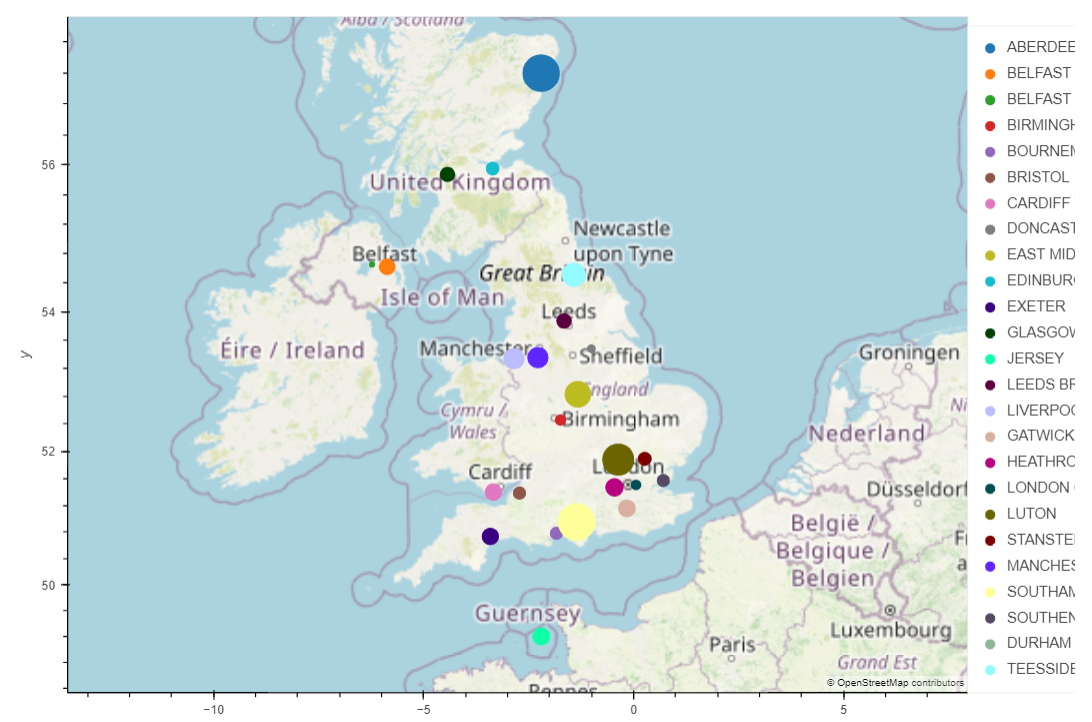 Alba / Scotland
United Kingdom
Newcastle
upon Tyne
Belfast
Great Britain
Isle of Man
Leeds
Manchester
Sheffield
Éire / Ireland
England
Cymru /
Wales
Birmingham
Cardiff
London
Guernsey
Groningen
Nederland
Düsseldorf
België /
Belgique /
Belgien
Luxembourg
Paris
Grand Est
Rennes
© OpenStreetMap contributors
y
56
54
52
50
−10
−5
0
5
ABERDEE
BELFAST
BELFAST
BIRMINGH
BOURNEM
BRISTOL
CARDIFF
DONCAST
EAST MID
EDINBURG
EXETER
GLASGOW
JERSEY
LEEDS BR
LIVERPOO
GATWICK
HEATHRO
LONDON
LUTON
STANSTE
MANCHES
SOUTHAM
SOUTHEN
DURHAM
TEESSIDE